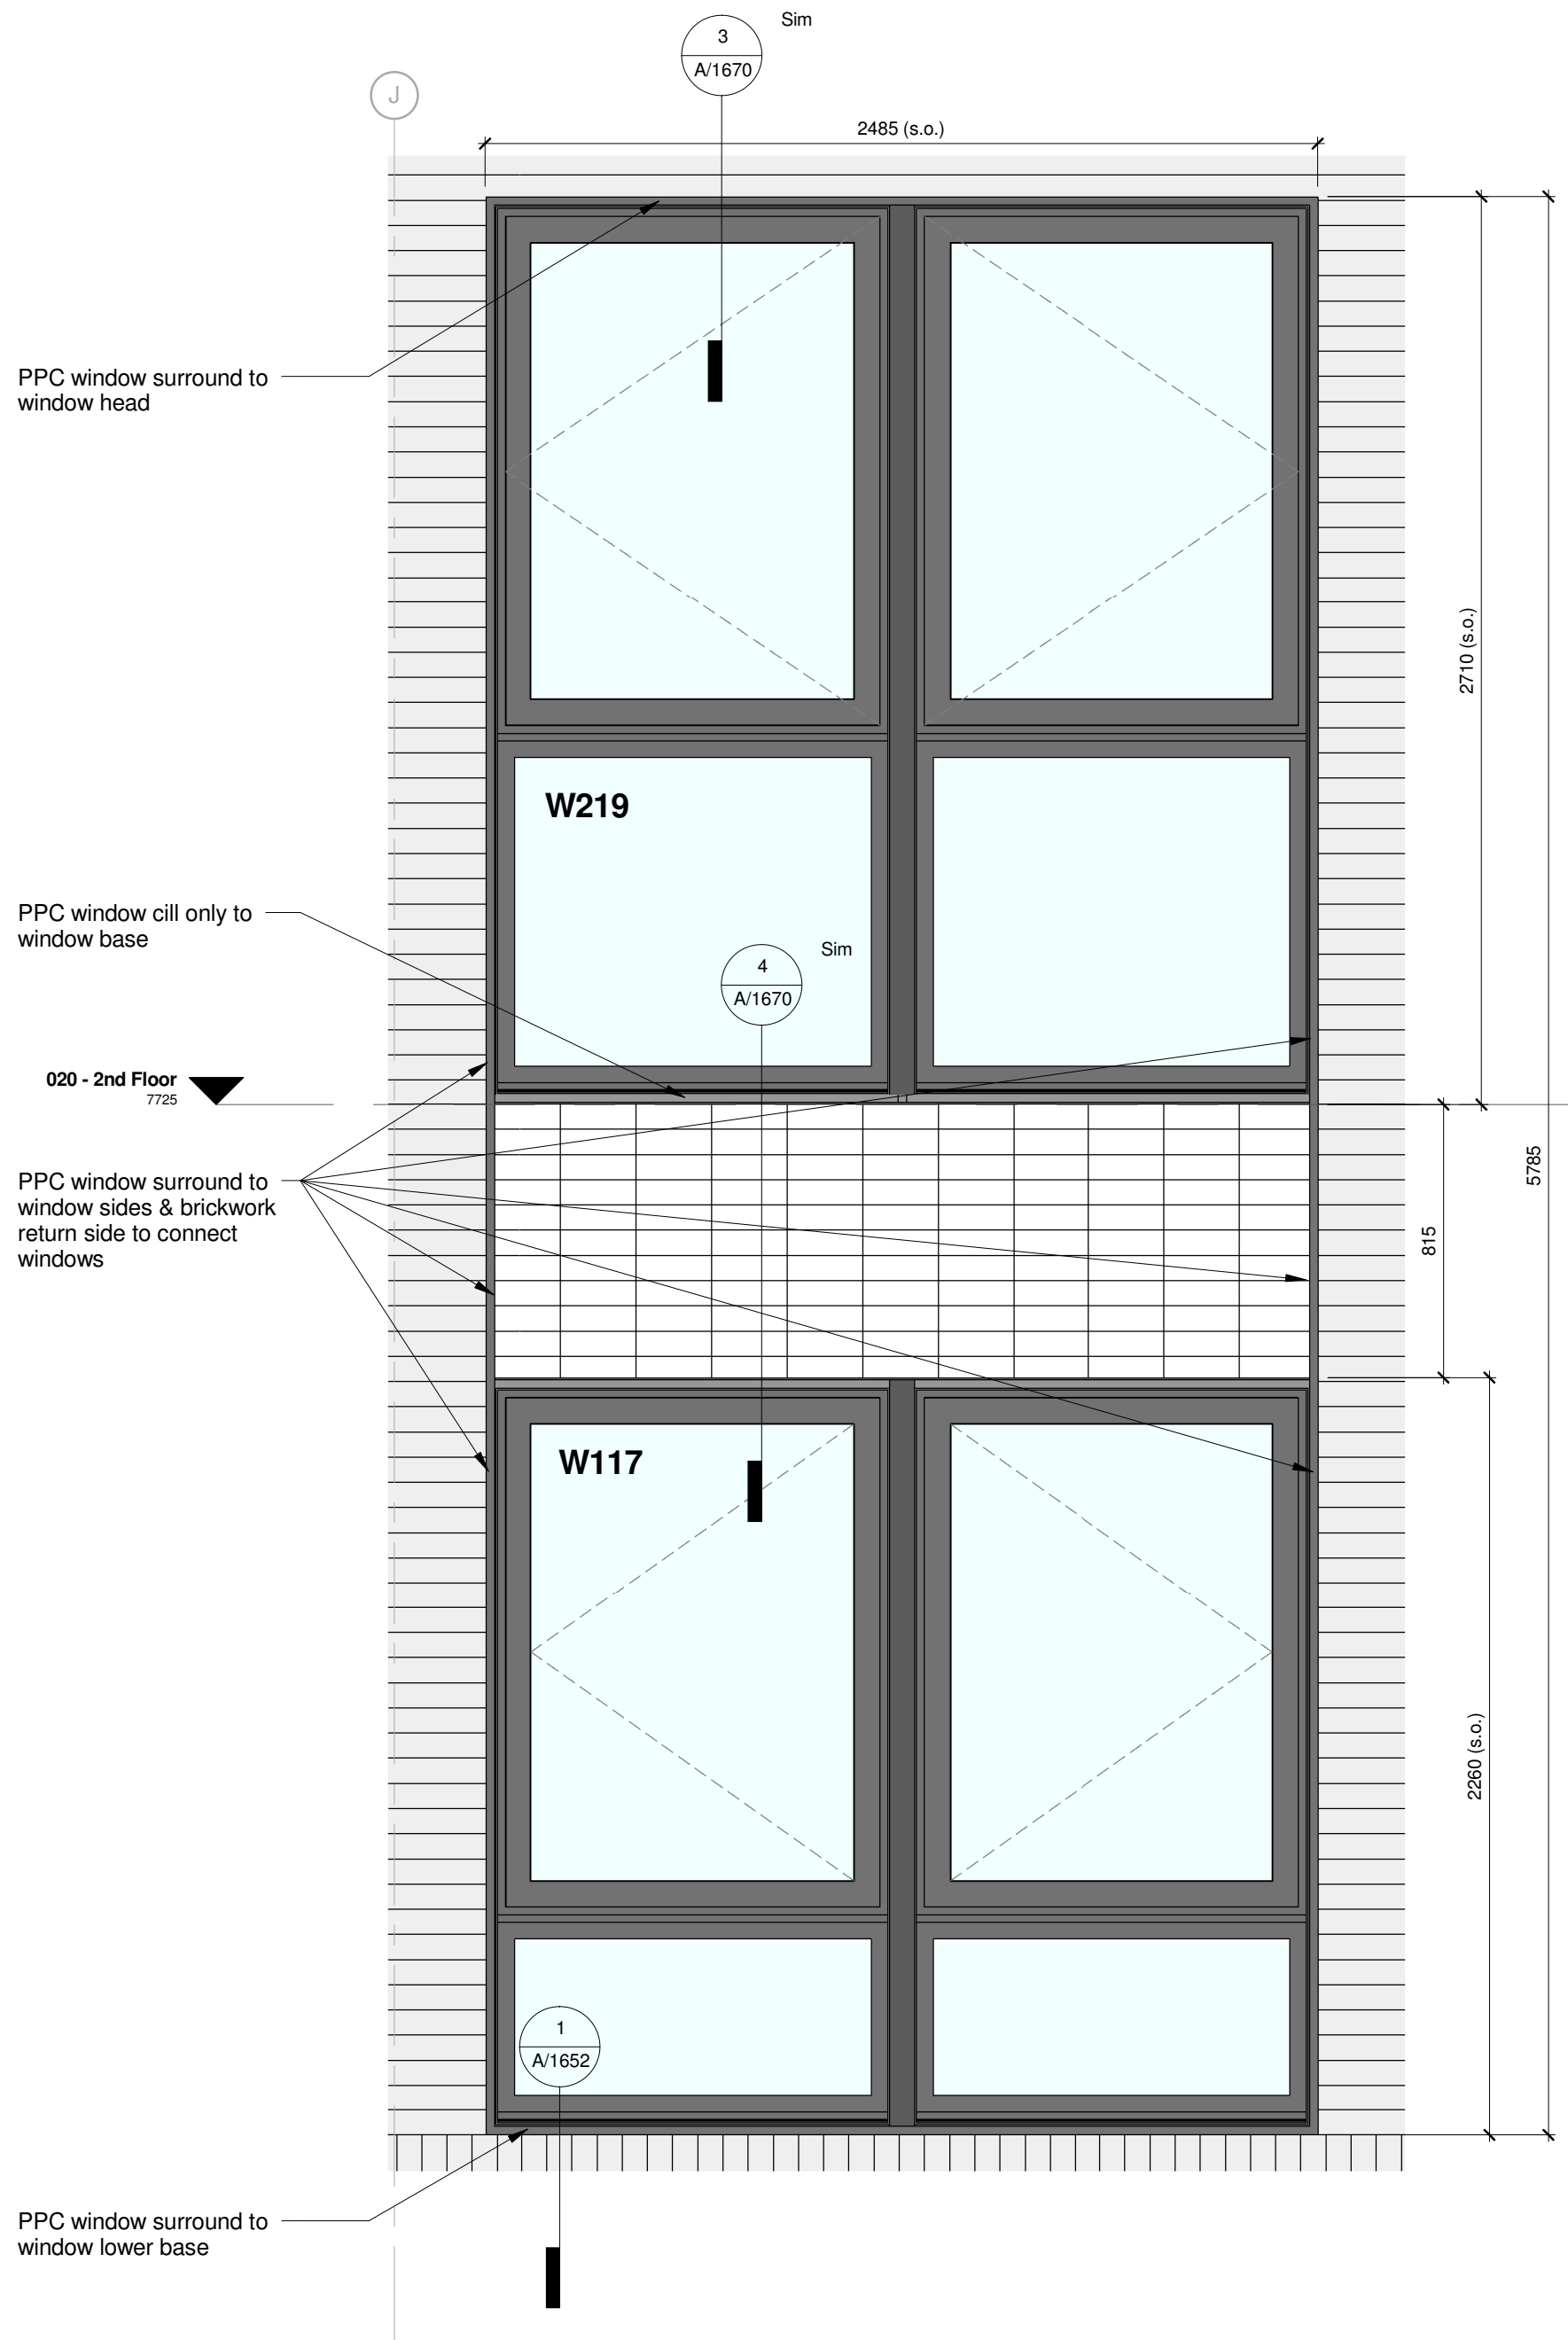 Sim
3
A/1670
J
2485 (s.o.)
PPC window surround to
window head
2710 (s.o.)
W219
PPC window cill only to
window base
Sim
4
A/1670
020 - 2nd Floor
7725
5785
PPC window surround to
window sides & brickwork
return side to connect
windows
815
W117
2260 (s.o.)
1
A/1652
PPC window surround to
window lower base